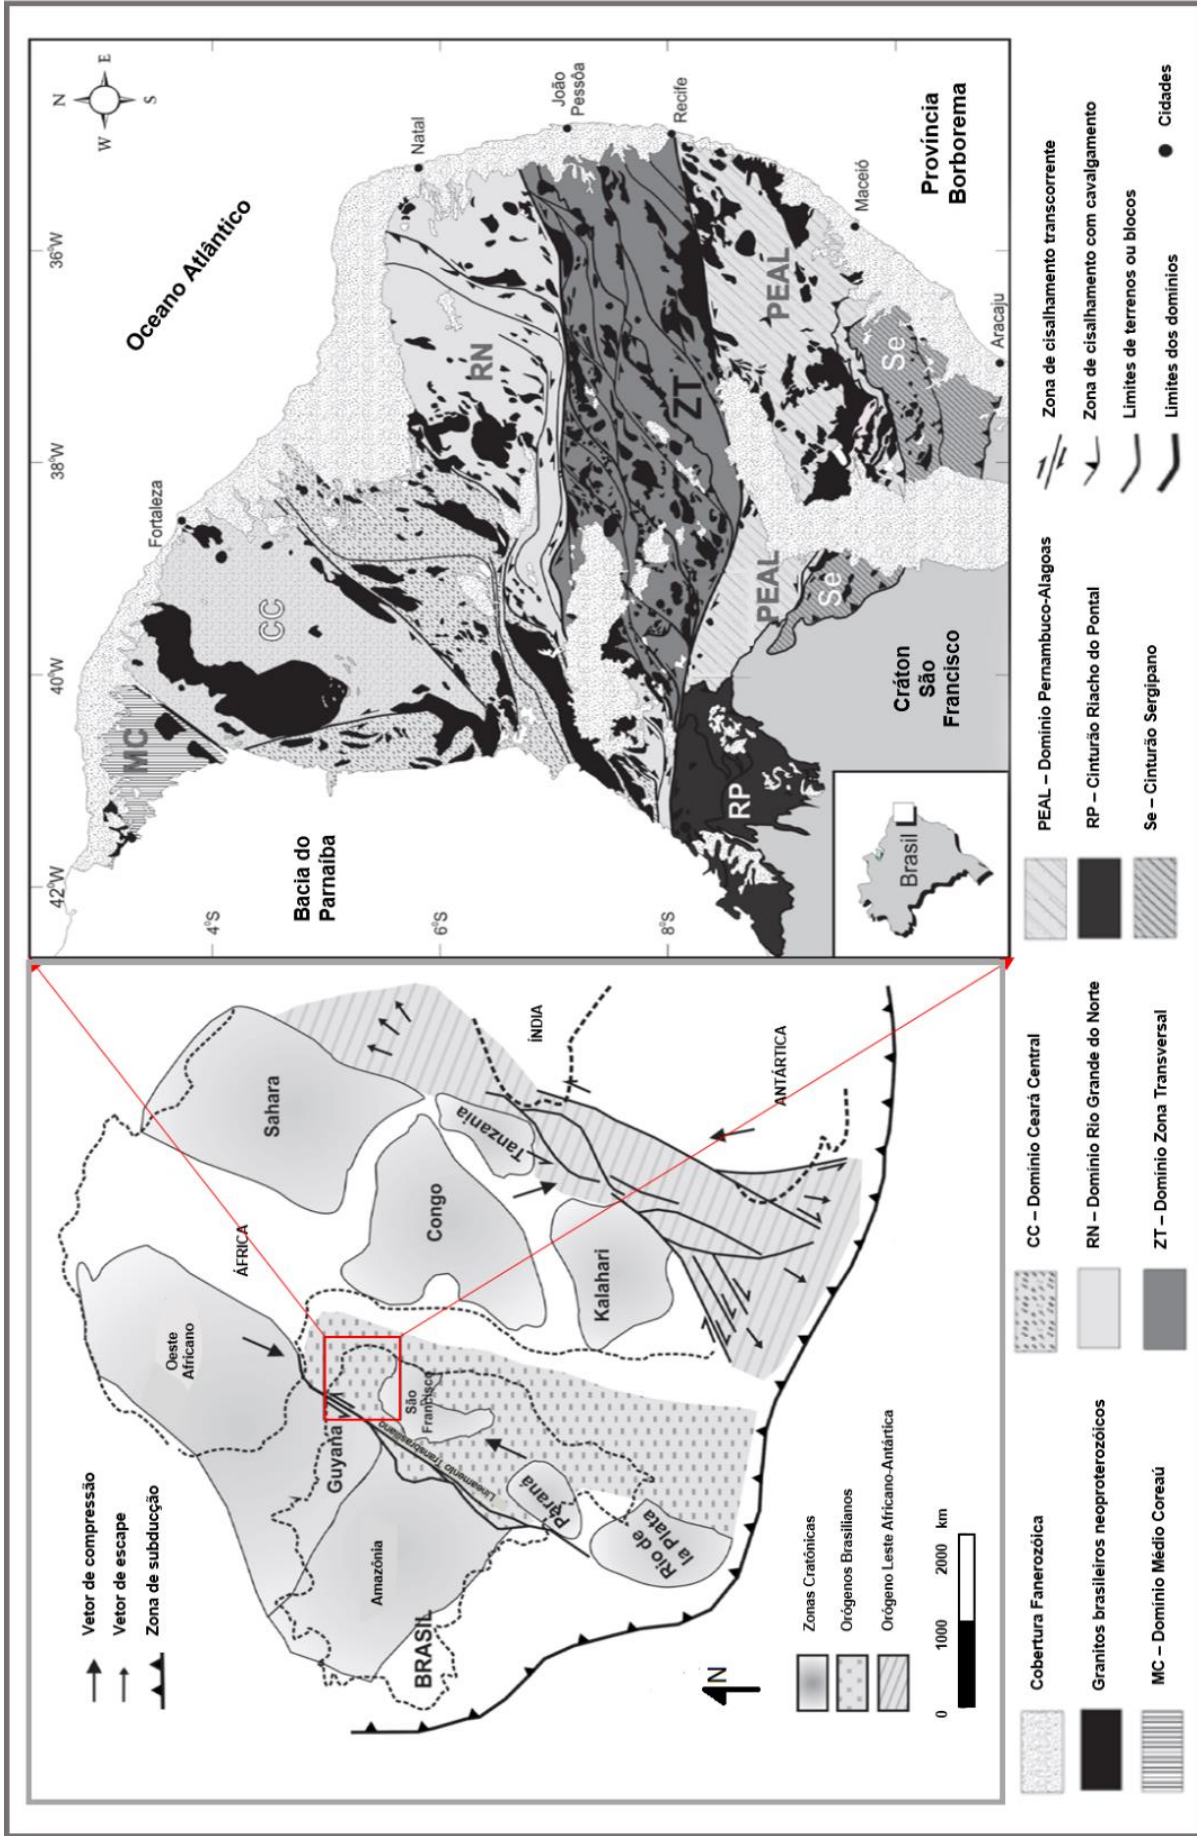 Vetor de compressão
Vetor de escape
Zona de subducção
Oeste
Africano
ÁFRICA
Sahara
Guyana
Congo
Tanzania
ÍNDIA
Amazônia
BRASIL
Lineamento Transbrasiliano
São
Francisco
Paraná
Rio de
la Plata
Kalahari
ANTÁRTICA
N
Zonas Cratônicas
Orógenos Brasilianos
Orógeno Leste Africano-Antártica
0
1000
2000
km
42°W
40°W
38°W
36°W
4°S
6°S
8°S
Oceano Atlântico
N
W
E
S
Fortaleza
Natal
João
Pessôa
Recife
Maceió
Aracaju
MC
CC
RN
ZT
PEAL
PEAL
Se
Se
RP
Bacia do
Parnaíba
Cráton
São
Francisco
Província
Borborema
Brasil
Cobertura Fanerozóica
Granitos brasileiros neoproterozóicos
MC – Domínio Médio Coreaú
CC – Domínio Ceará Central
RN – Domínio Rio Grande do Norte
ZT – Domínio Zona Transversal
PEAL – Domínio Pernambuco-Alagoas
RP – Cinturão Riacho do Pontal
Se – Cinturão Sergipano
Zona de cisalhamento transcorrente
Zona de cisalhamento com cavalgamento
Limites de terrenos ou blocos
Limites dos domínios
Cidades